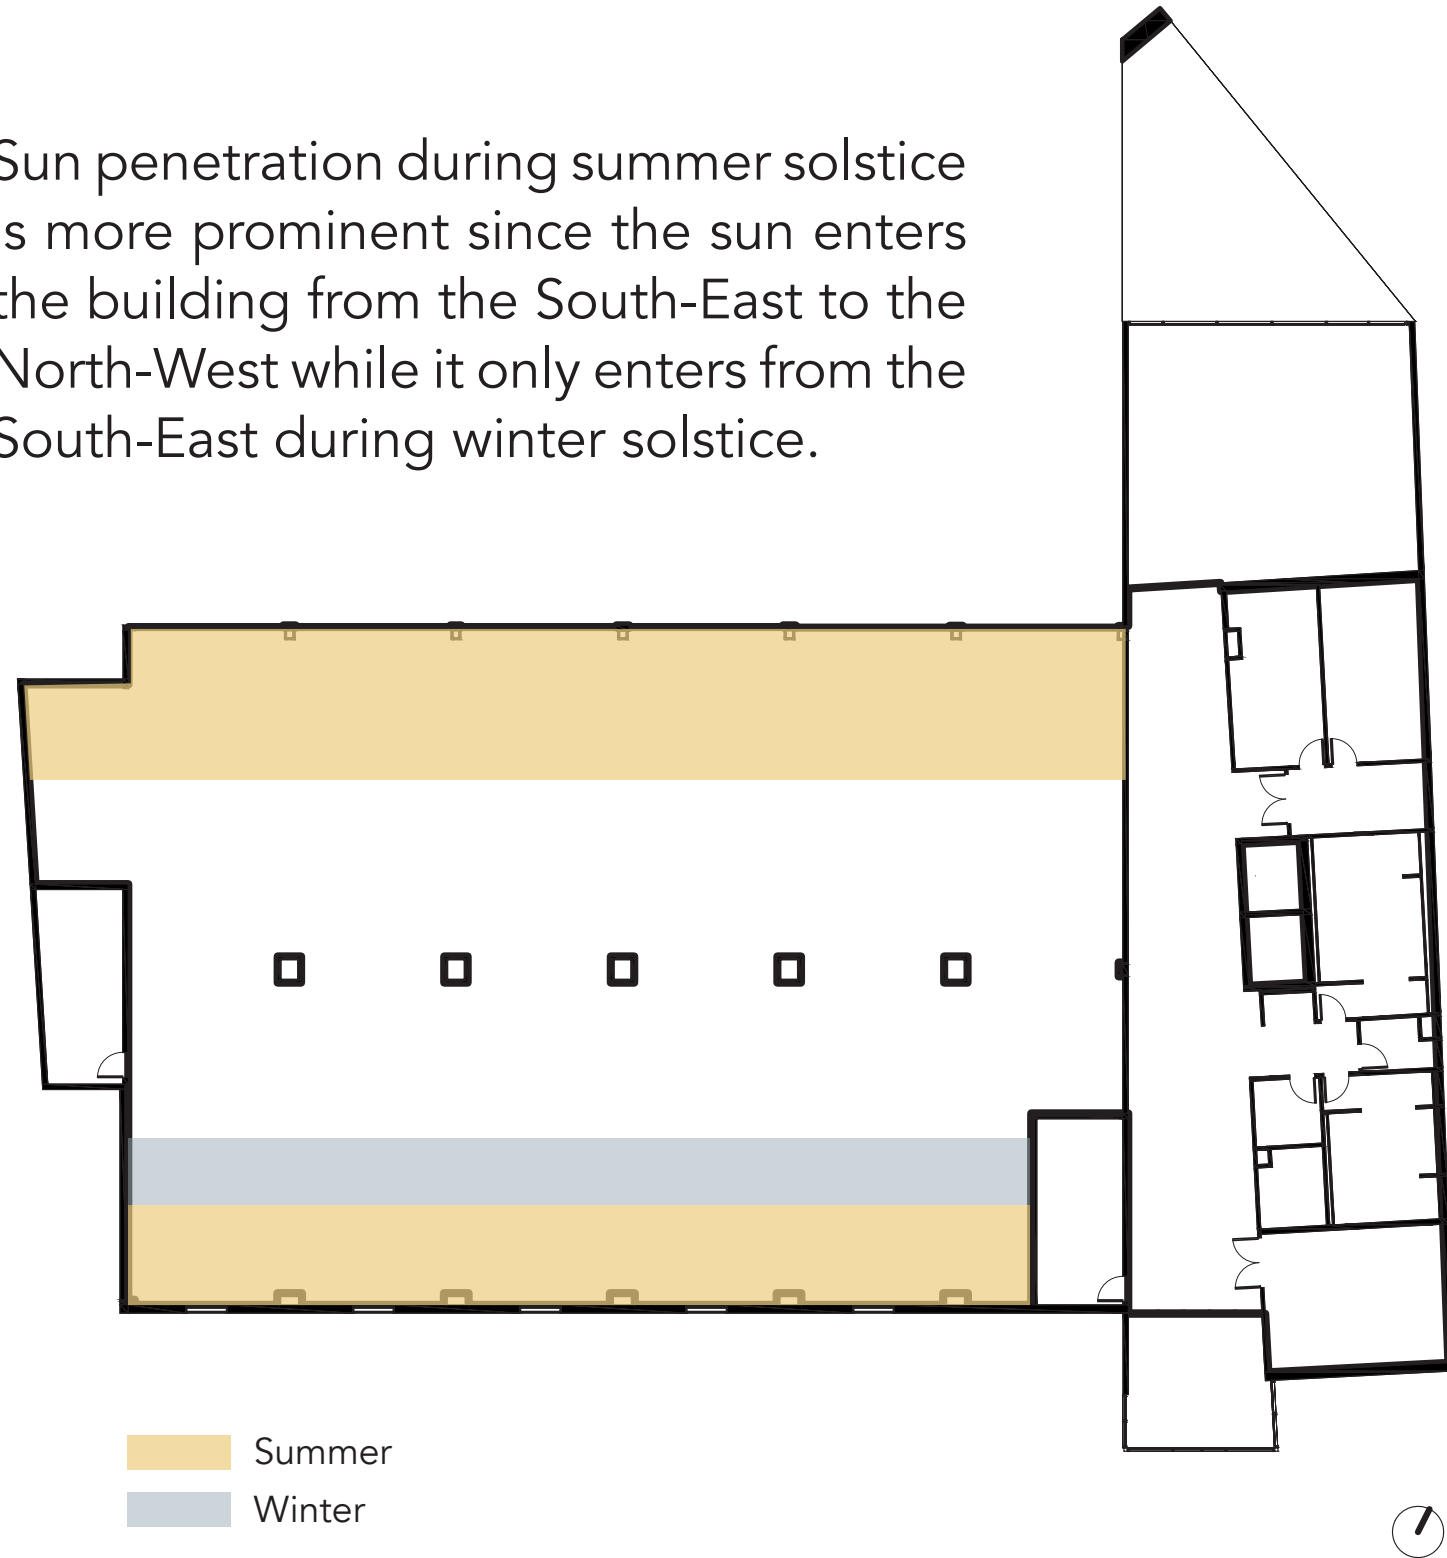 Sun penetration during summer solstice
is more prominent since the sun enters
the building from the South-East to the
North-West while it only enters from the
South-East during winter solstice.
Summer
Winter